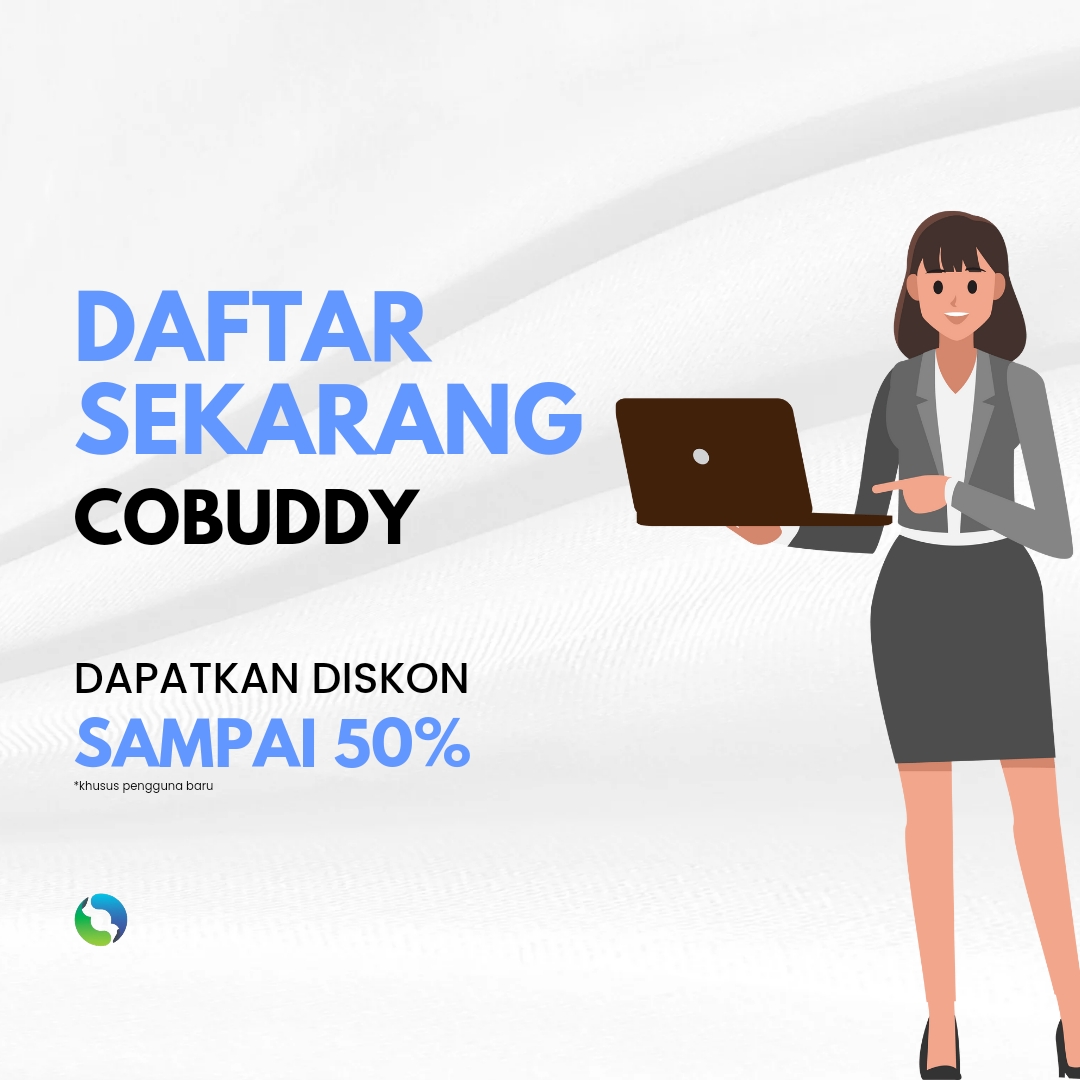 DAFTAR
SEKARANG
COBUDDY
DAPATKAN DISKON
SAMPAI 50%
*khusus pengguna baru